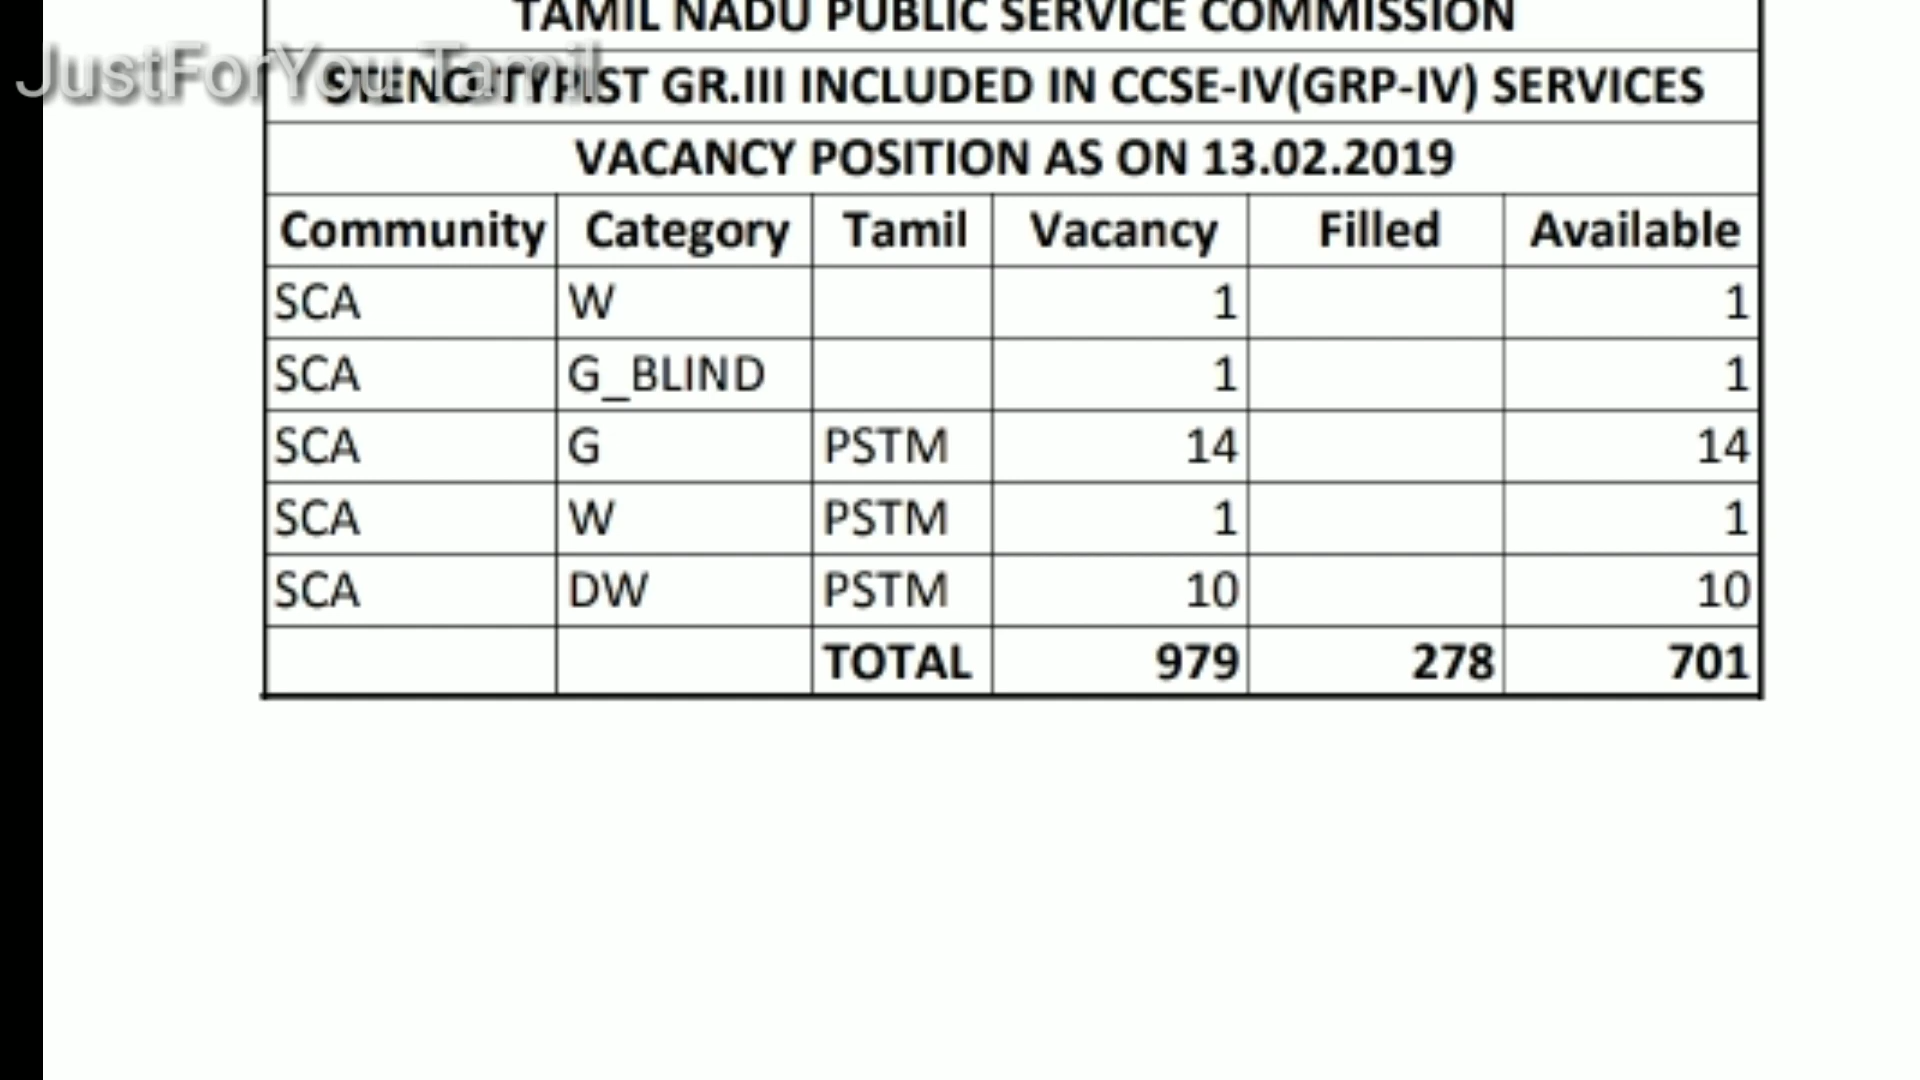 TAMIL NADU PUBLIC SERVICE COMMISSION
JustForYou Tamil
STENO-TYPIST GR.III INCLUDED IN CCSE-IV(GRP-IV) SERVICES
VACANCY POSITION AS ON 13.02.2019
Community Category Tamil Vacancy Filled Available
SCA W 1 1
SCA G_BLIND 1 1
SCA G PSTM 14 14
SCA W PSTM 1 1
SCA DW PSTM 10 10
TOTAL 979 278 701